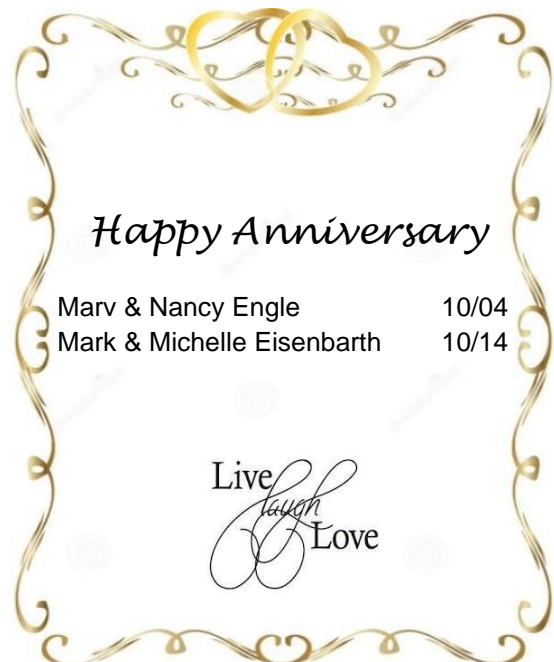 Happy Anniversary
Marv & Nancy Engle 10/04
Mark & Michelle Eisenbarth 10/14
Live
laugh
Love